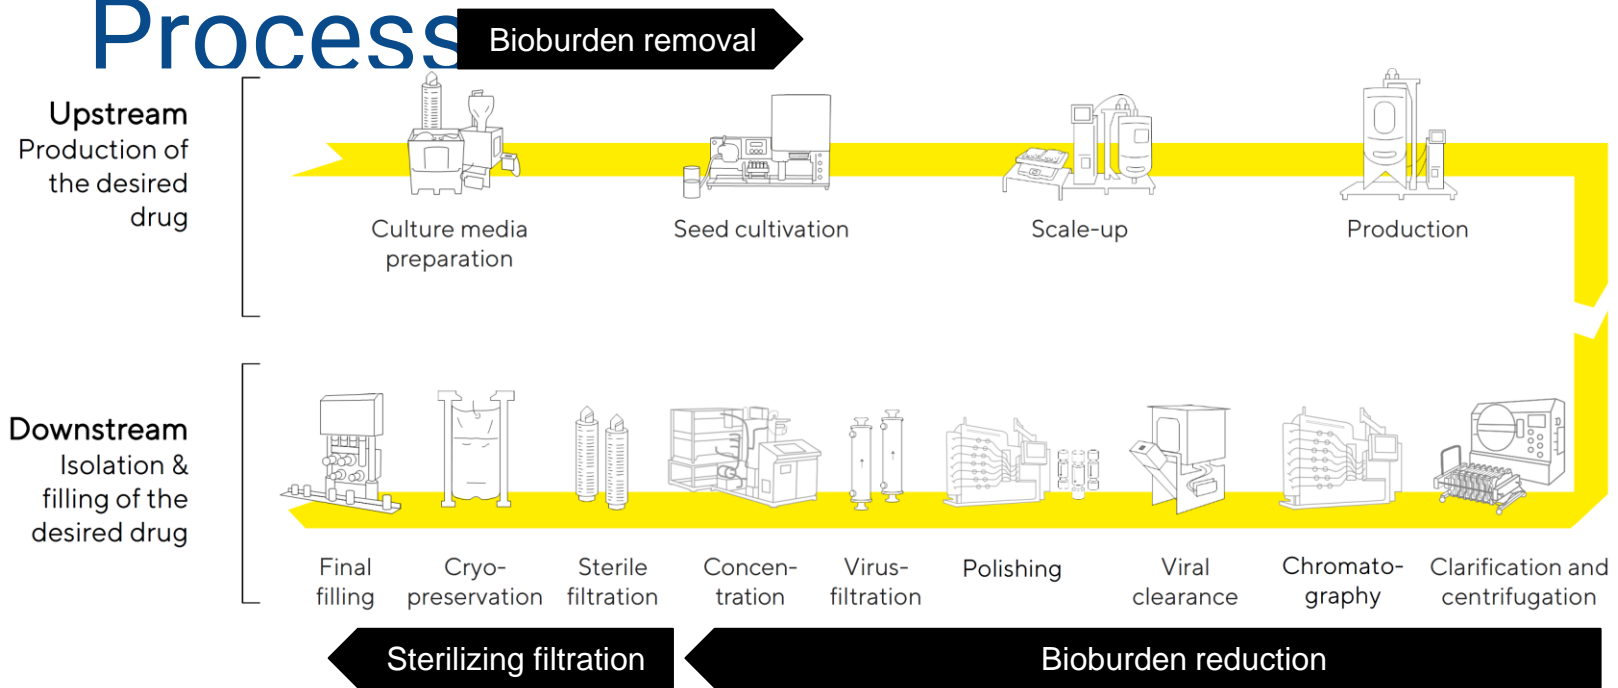 Process
Bioburden removal
Upstream
Production of
the desired
drug
Culture media
preparation
Seed cultivation
Scale-up
Production
Downstream
Isolation &
filling of the
desired drug
Final
filling
Cryo-
preservation
Sterile
filtration
Concen-
tration
Virus-
filtration
Polishing
Viral
clearance
Chromato-
graphy
Clarification and
centrifugation
Sterilizing filtration
Bioburden reduction